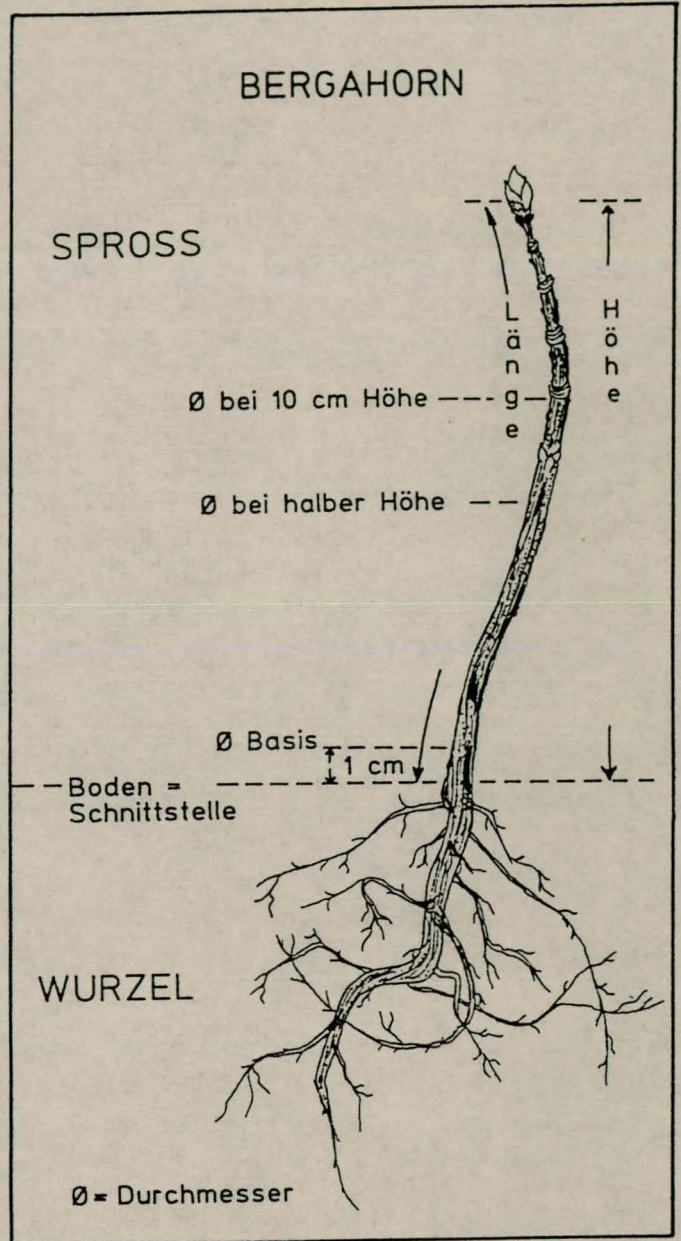 BERGAHORN
SPROSS
Länge
Höhe
Ø bei 10 cm Höhe
Ø bei halber Höhe
Ø Basis
1 cm
Boden =
Schnittstelle
WURZEL
Ø = Durchmesser